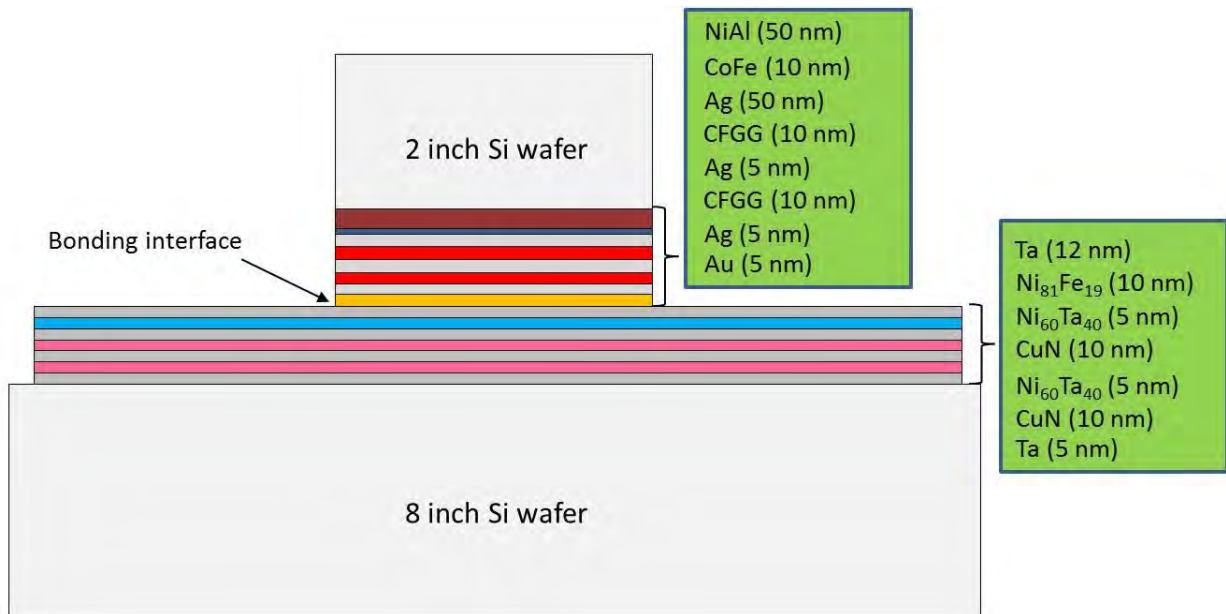 NiAl (50 nm)
CoFe (10 nm)
Ag (50 nm)
CFGG (10 nm)
Ag (5 nm)
CFGG (10 nm)
Ag (5 nm)
Au (5 nm)
2 inch Si wafer
Bonding interface
Ta (12 nm)
Ni₈₁Fe₁₉ (10 nm)
Ni₆₀Ta₄₀ (5 nm)
CuN (10 nm)
Ni₆₀Ta₄₀ (5 nm)
CuN (10 nm)
Ta (5 nm)
8 inch Si wafer